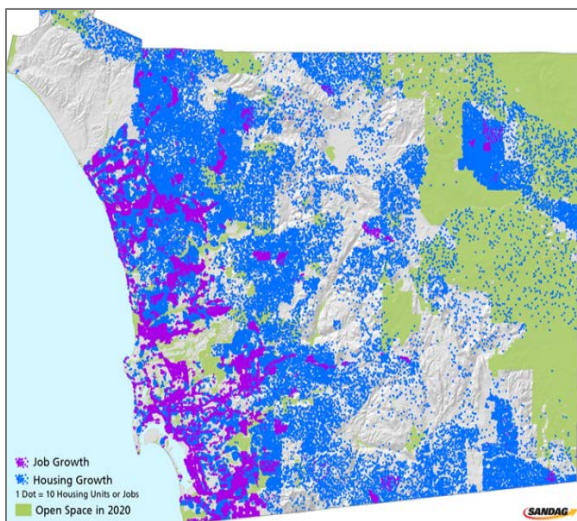 Job Growth
Housing Growth
1 Dot = 10 Housing Units or Jobs
Open Space in 2020
SANDAG